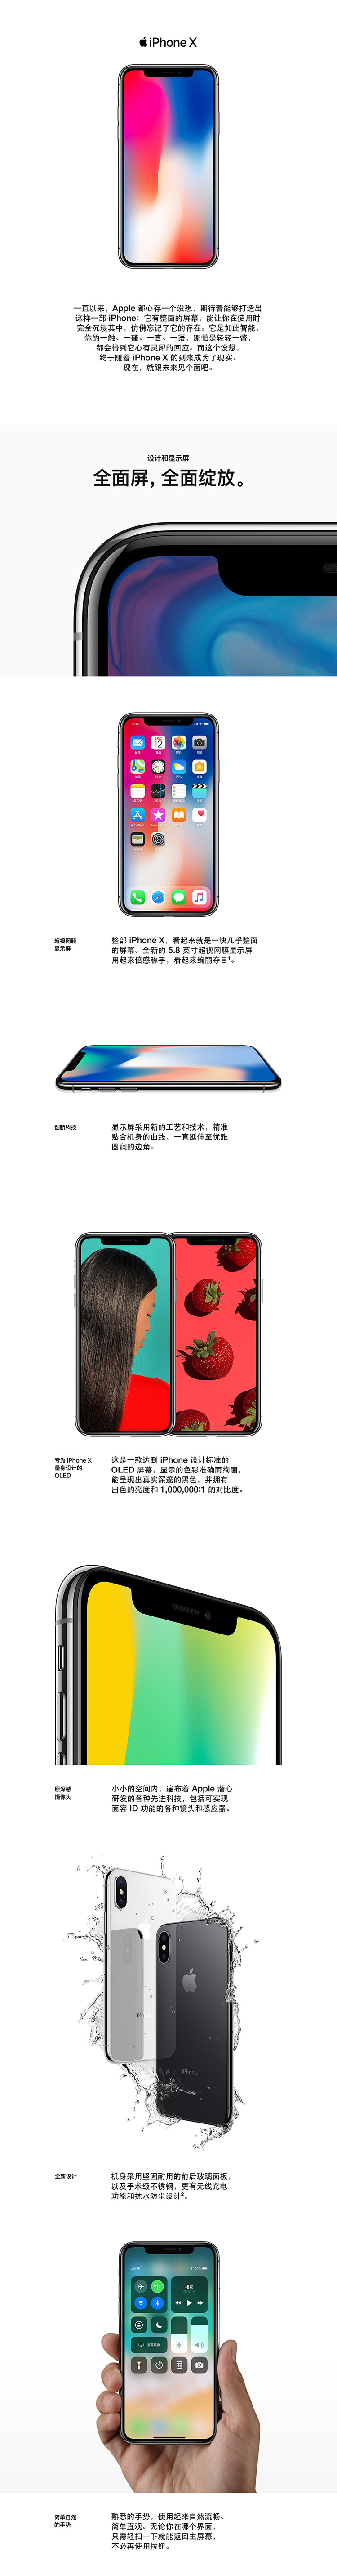 iPhone X
一直以来，Apple 都心存一个设想，期待着能够打造出
这样一部 iPhone：它有整面的屏幕，能让你在使用时
完全沉浸其中，仿佛忘记了它的存在。它是如此智能，
你的一触、一碰、一言、一语，哪怕是轻轻一瞥，
都会得到它心有灵犀的回应。而这个设想，
终于随着 iPhone X 的到来成为了现实。
现在，就跟未来见个面吧。
设计和显示屏
全面屏，全面绽放。
超视网膜
显示屏
整部 iPhone X，看起来就是一块几乎整面
的屏幕。全新的 5.8 英寸超视网膜显示屏
用起来倍感称手，看起来绚丽夺目¹。
创新科技
显示屏采用新的工艺和技术，精准
贴合机身的曲线，一直延伸至优雅
圆润的边角。
专为 iPhone X
量身设计的
OLED
这是一款达到 iPhone 设计标准的
OLED 屏幕，显示的色彩准确而绚丽，
能呈现出真实深邃的黑色，并拥有
出色的亮度和 1,000,000:1 的对比度。
原深感
摄像头
小小的空间内，遍布着 Apple 潜心
研发的各种先进科技，包括可实现
面容 ID 功能的各种镜头和感应器。
iPhone
全新设计
机身采用坚固耐用的前后玻璃面板，
以及手术级不锈钢，更有无线充电
功能和抗水防尘设计²。
简单自然
的手势
熟悉的手势，使用起来自然流畅、
简单直观。无论你在哪个界面，
只需轻扫一下就能返回主屏幕，
不必再使用按钮。